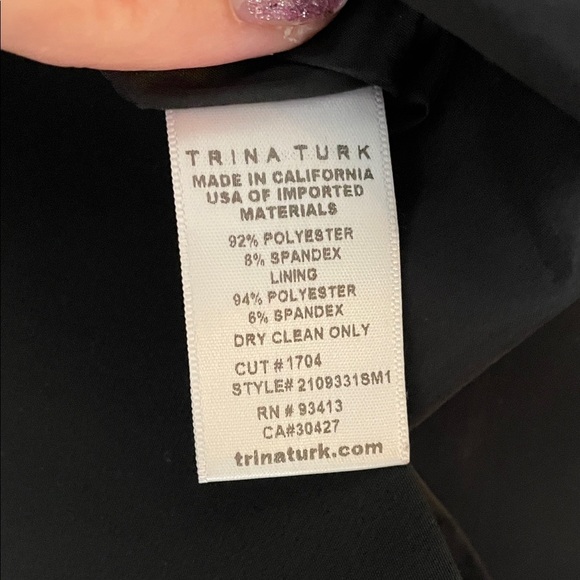 TRINA TURK
MADE IN CALIFORNIA
USA OF IMPORTED
MATERIALS
92% POLYESTER
8% SPANDEX
LINING
94% POLYESTER
6% SPANDEX
DRY CLEAN ONLY
CUT # 1704
STYLE# 2109331SM1
RN # 93413
CA#30427
trinaturk.com